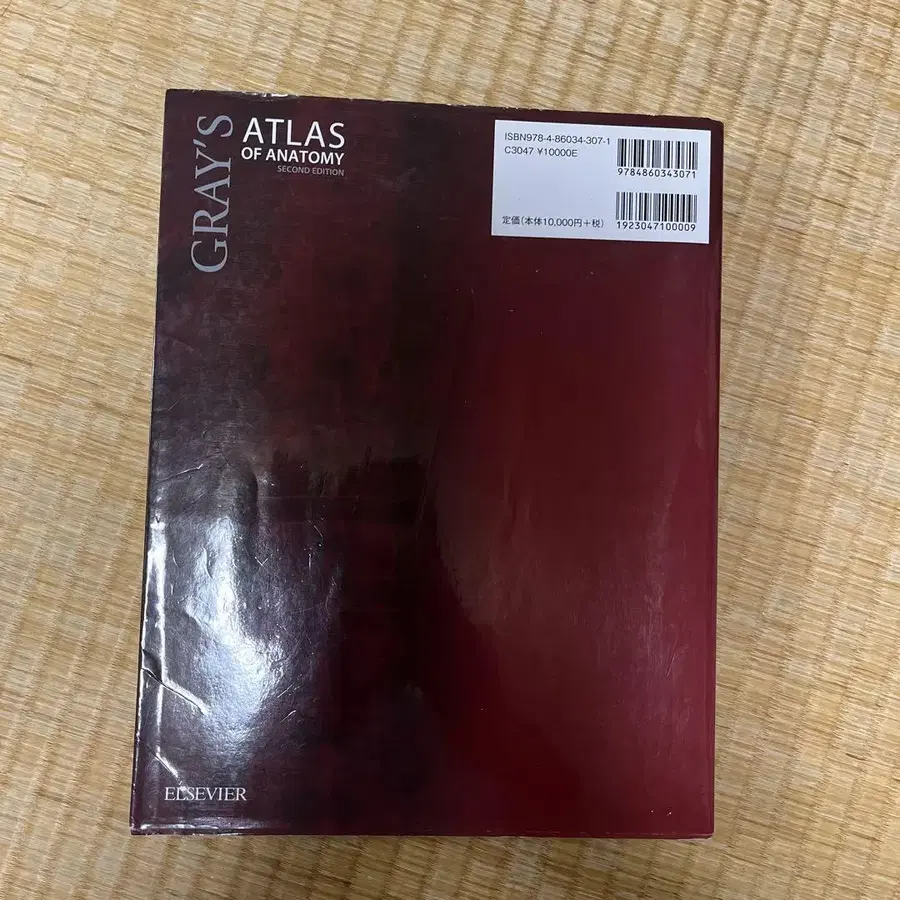 GRAY'S
ATLAS
OF ANATOMY
SECOND EDITION
ISBN978-4-86034-307-1
C3047 ¥10000E
9784860343071
定価(本体10,000円+税)
1923047100009
ELSEVIER